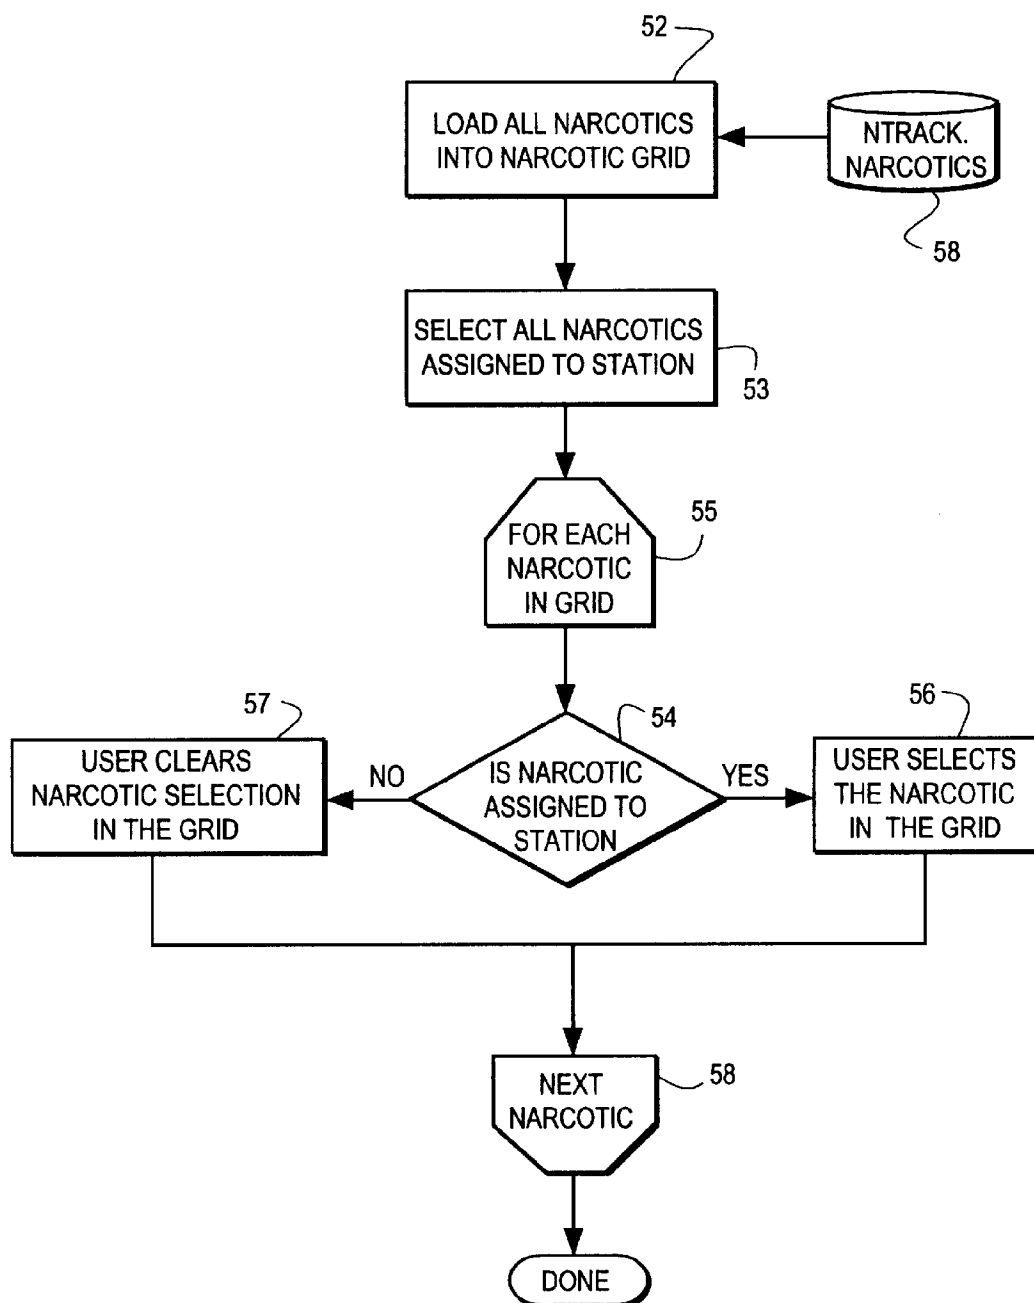 52
LOAD ALL NARCOTICS
INTO NARCOTIC GRID
NTRACK.
NARCOTICS
58
SELECT ALL NARCOTICS
ASSIGNED TO STATION
53
FOR EACH
NARCOTIC
IN GRID
55
57
USER CLEARS
NARCOTIC SELECTION
IN THE GRID
NO
54
IS NARCOTIC
ASSIGNED TO
STATION
YES
56
USER SELECTS
THE NARCOTIC
IN THE GRID
NEXT
NARCOTIC
58
DONE